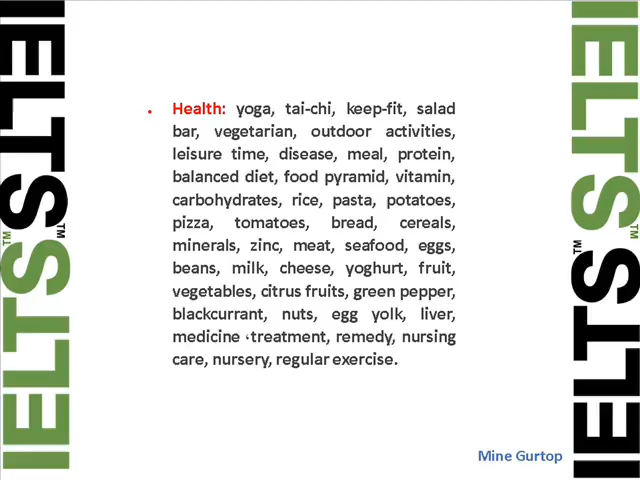 IELTS
IELTS™
• Health: yoga, tai-chi, keep-fit, salad
bar, vegetarian, outdoor activities,
leisure time, disease, meal, protein,
balanced diet, food pyramid, vitamin,
carbohydrates, rice, pasta, potatoes,
pizza, tomatoes, bread, cereals,
minerals, zinc, meat, seafood, eggs,
beans, milk, cheese, yoghurt, fruit,
vegetables, citrus fruits, green pepper,
blackcurrant, nuts, egg yolk, liver,
medicine ،treatment, remedy, nursing
care, nursery, regular exercise.
Mine Gurtop
IELTS™
IELTS™